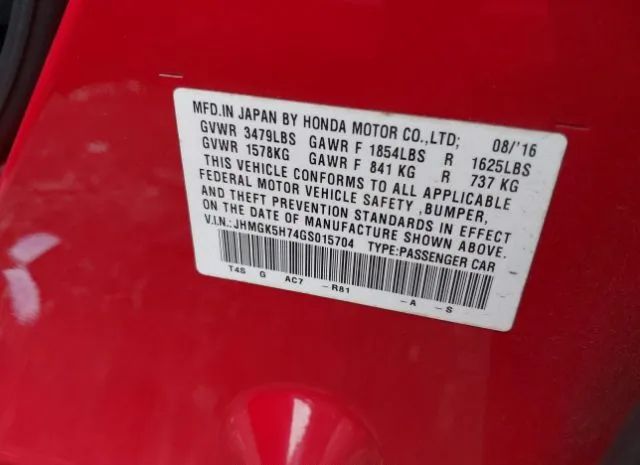 MFD.IN JAPAN BY HONDA MOTOR CO.,LTD; 08/'16
GVWR 3479LBS GAWR F 1854LBS R 1625LBS
GVWR 1578KG GAWR F 841 KG R 737 KG
THIS VEHICLE CONFORMS TO ALL APPLICABLE
FEDERAL MOTOR VEHICLE SAFETY ,BUMPER,
AND THEFT PREVENTION STANDARDS IN EFFECT
ON THE DATE OF MANUFACTURE SHOWN ABOVE.
V.I.N.: JHMGK5H74GS015704 TYPE:PASSENGER CAR
T4S G AC7 -R81 -A -S